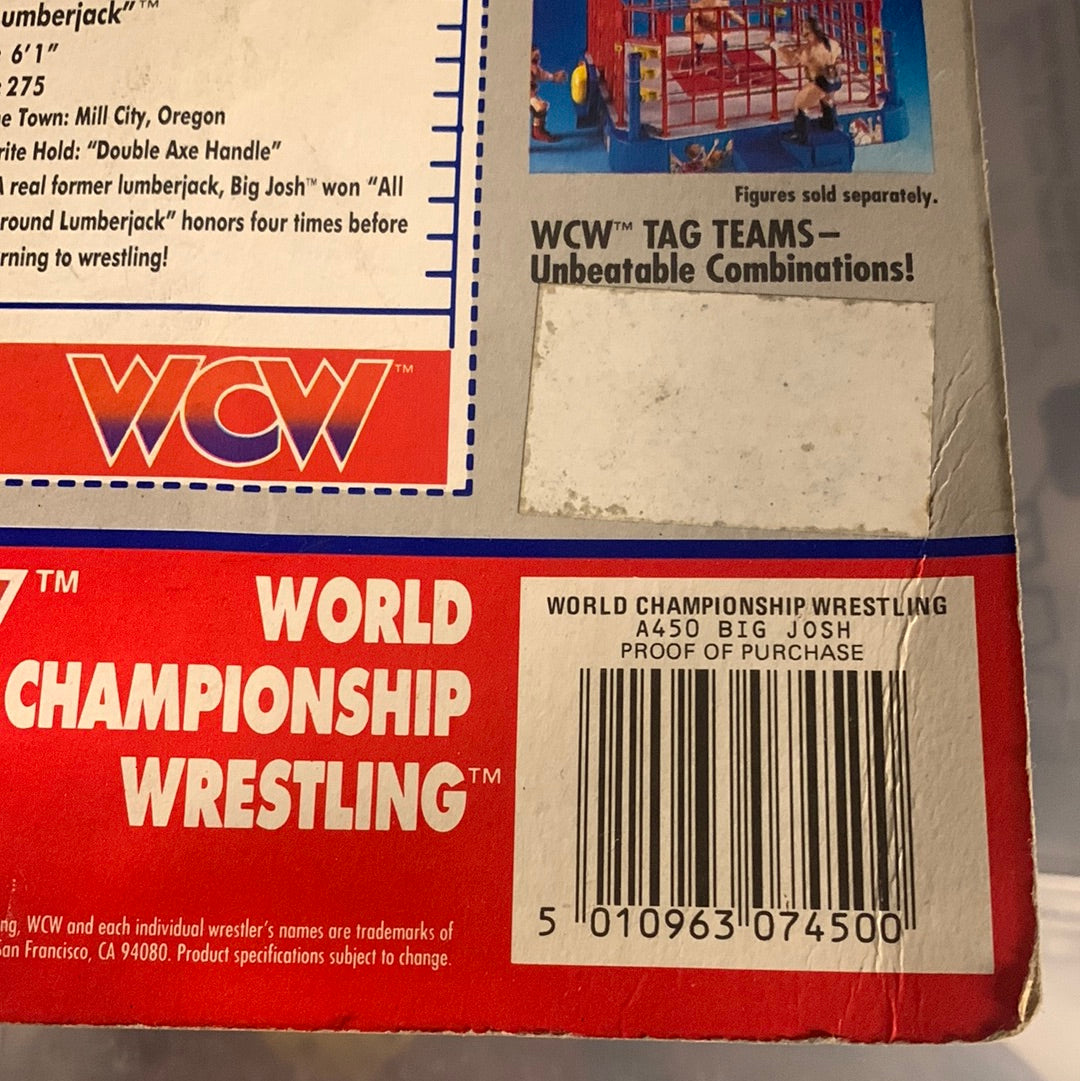 umberjack”™
6'1”
275
e Town: Mill City, Oregon
rite Hold: “Double Axe Handle”
A real former lumberjack, Big Josh™ won “All
round Lumberjack” honors four times before
rning to wrestling!
WCW™
Figures sold separately.
WCW™ TAG TEAMS–
Unbeatable Combinations!
™
WORLD
CHAMPIONSHIP
WRESTLING™
WORLD CHAMPIONSHIP WRESTLING
A450 BIG JOSH
PROOF OF PURCHASE
5 010963 074500
ng, WCW and each individual wrestler's names are trademarks of
San Francisco, CA 94080. Product specifications subject to change.